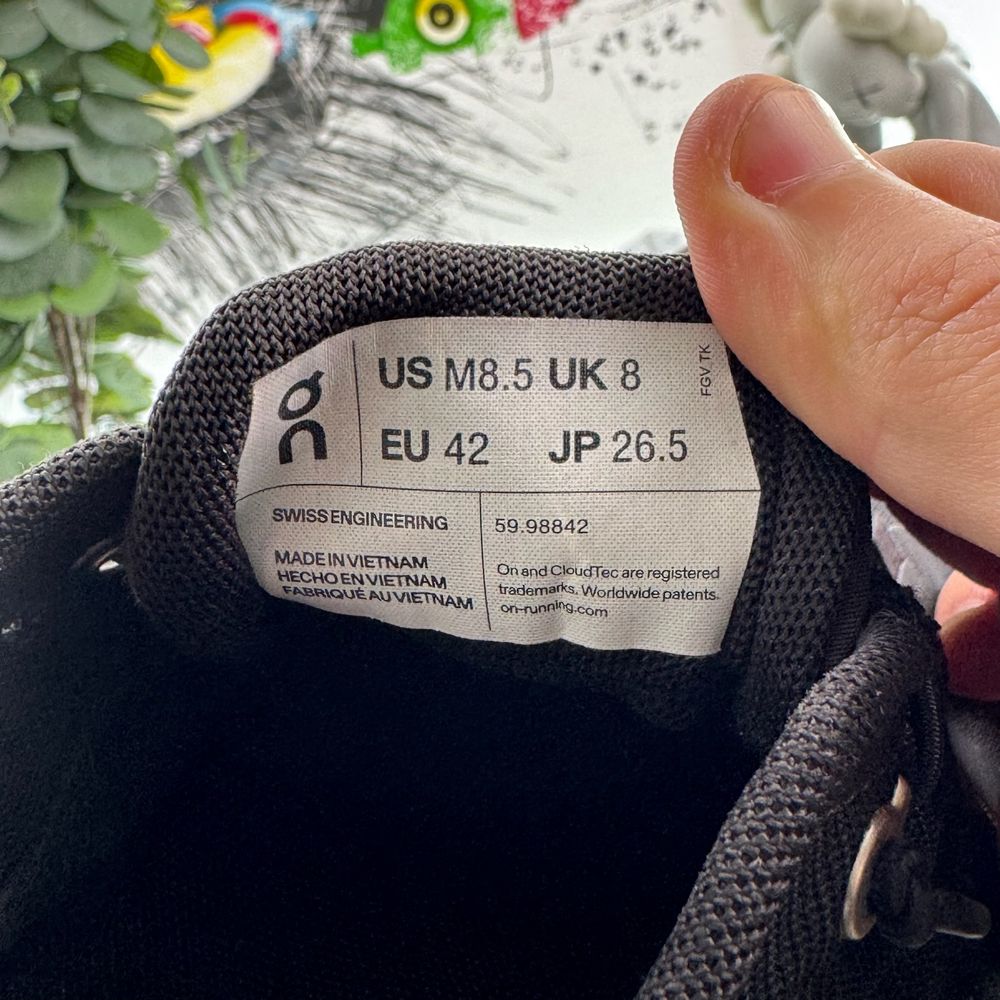 on
US M8.5 UK 8
EU 42 JP 26.5
FGV TK
SWISS ENGINEERING
59.98842
MADE IN VIETNAM
HECHO EN VIETNAM
FABRIQUÉ AU VIETNAM
On and CloudTec are registered
trademarks. Worldwide patents.
on-running.com